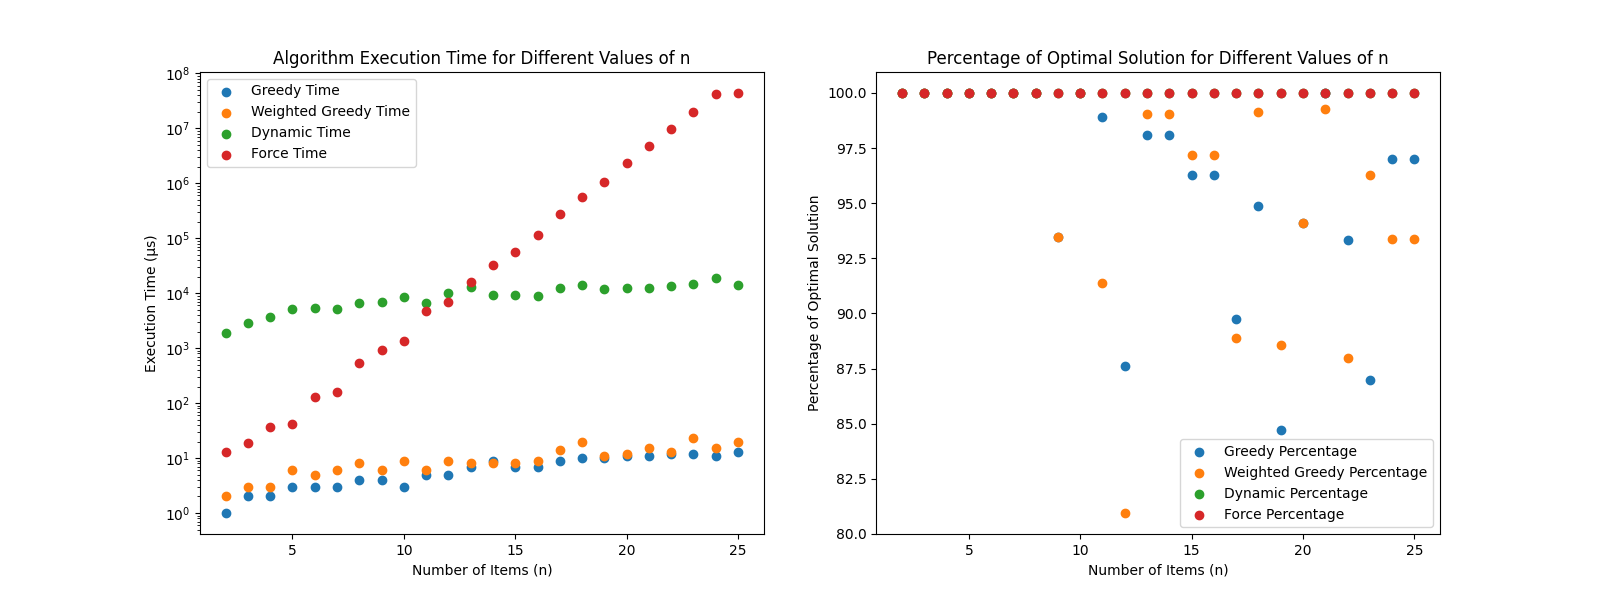 Algorithm Execution Time for Different Values of n
10^8
10^7
10^6
10^5
10^4
10^3
10^2
10^1
10^0
Execution Time (μs)
Greedy Time
Weighted Greedy Time
Dynamic Time
Force Time
5 10 15 20 25
Number of Items (n)
Percentage of Optimal Solution for Different Values of n
100.0
97.5
95.0
92.5
90.0
87.5
85.0
82.5
80.0
Percentage of Optimal Solution
Greedy Percentage
Weighted Greedy Percentage
Dynamic Percentage
Force Percentage
5 10 15 20 25
Number of Items (n)